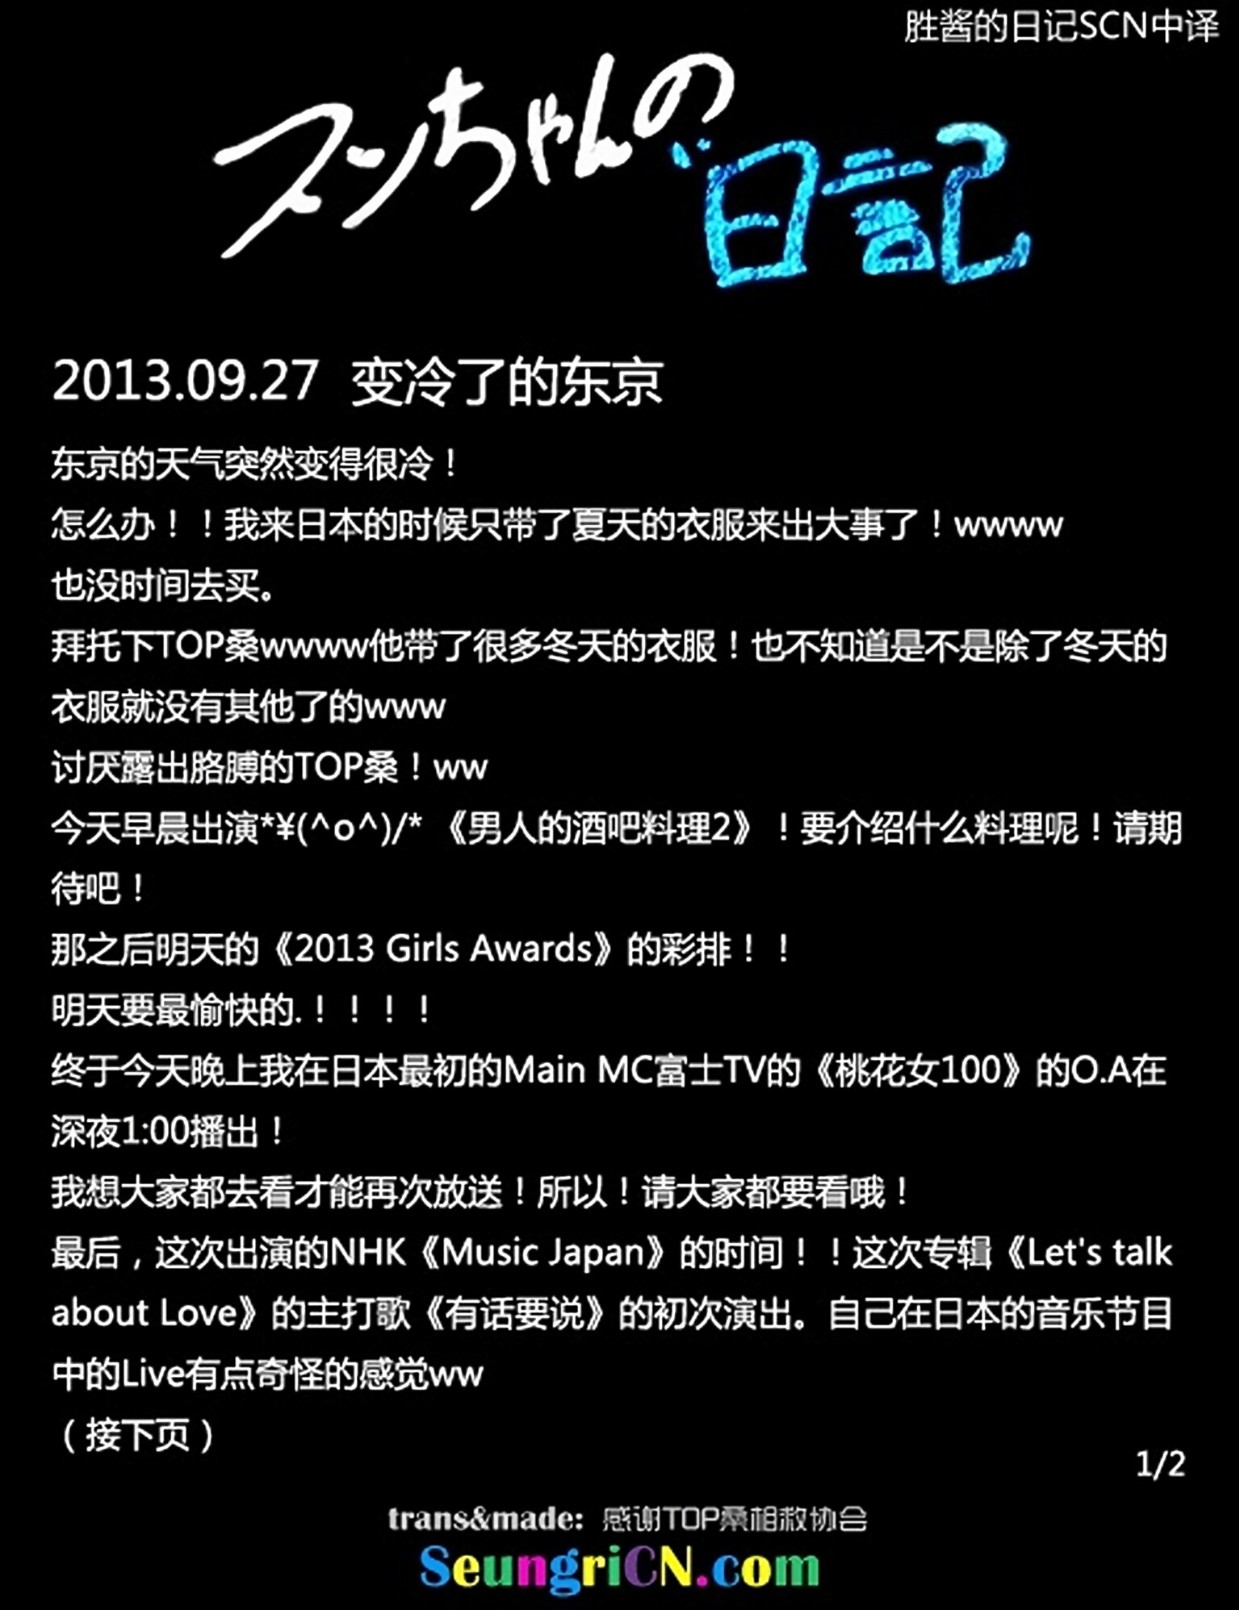 胜酱的日记SCN中译
スンちゃんの
日記
2013.09.27 变冷了的东京
东京的天气突然变得很冷！
怎么办！！我来日本的时候只带了夏天的衣服来出大事了！wwww
也没时间去买。
拜托下TOP桑wwww他带了很多冬天的衣服！也不知道是不是除了冬天的
衣服就没有其他了的www
讨厌露出胳膊的TOP桑！ww
今天早晨出演*¥(^o^)/*《男人的酒吧料理2》！要介绍什么料理呢！请期
待吧！
那之后明天的《2013 Girls Awards》的彩排！！
明天要最愉快的.！！！！
终于今天晚上我在日本最初的Main MC富士TV的《桃花女100》的O.A在
深夜1:00播出！
我想大家都去看才能再次放送！所以！请大家都要看哦！
最后，这次出演的NHK《Music Japan》的时间！！这次专辑《Let's talk
about Love》的主打歌《有话要说》的初次演出。自己在日本的音乐节目
中的Live有点奇怪的感觉ww
（接下页）
1/2
trans&made: 感谢TOP桑相救协会
SeungriCN.com